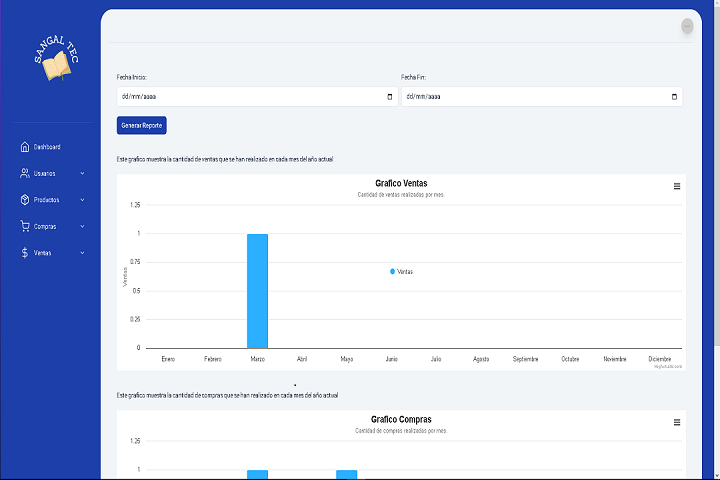 SANGAL TEC
Fecha Inicio:
Fecha Fin:
dd/mm/aaaa
dd/mm/aaaa
Generar Reporte
Dashboard
Usuarios
Productos
Compras
Ventas
Este grafico muestra la cantidad de ventas que se han realizado en cada mes del año actual
Grafico Ventas
Cantidad de ventas realizadas por mes.
1.25
1
0.75
0.5
0.25
0
Ventas
Ventas
Enero Febrero Marzo Abril Mayo Junio Julio Agosto Septiembre Octubre Noviembre Diciembre
Highcharts.com
Este grafico muestra la cantidad de compras que se han realizado en cada mes del año actual
Grafico Compras
Cantidad de compras realizadas por mes.
1.25
1